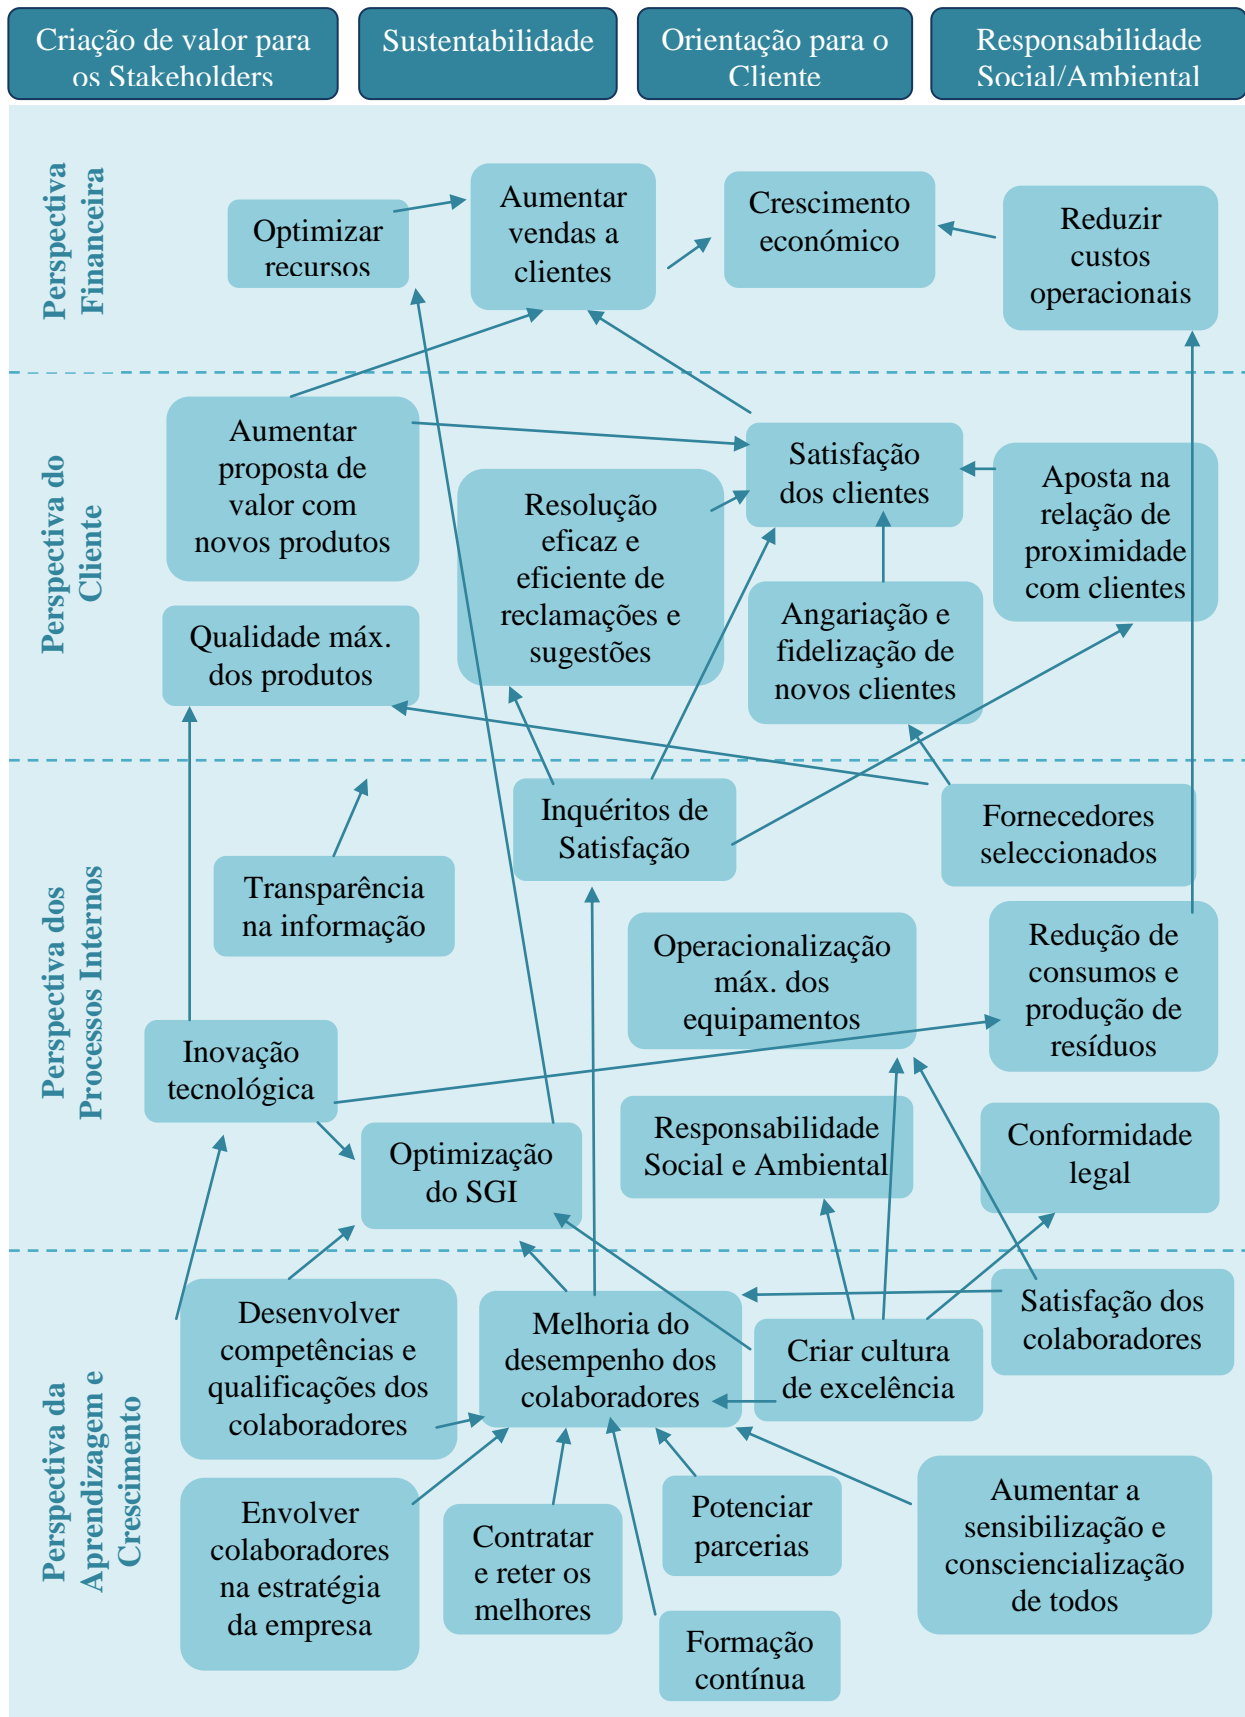 Criação de valor para
os Stakeholders
Sustentabilidade
Orientação para o
Cliente
Responsabilidade
Social/Ambiental
Perspectiva
Financeira
Optimizar
recursos
Aumentar
vendas a
clientes
Crescimento
económico
Reduzir
custos
operacionais
Perspectiva do
Cliente
Aumentar
proposta de
valor com
novos produtos
Resolução
eficaz e
eficiente de
reclamações e
sugestões
Satisfação
dos clientes
Aposta na
relação de
proximidade
com clientes
Qualidade máx.
dos produtos
Angariação e
fidelização de
novos clientes
Perspectiva dos
Processos Internos
Inquéritos de
Satisfação
Fornecedores
seleccionados
Transparência
na informação
Operacionalização
máx. dos
equipamentos
Redução de
consumos e
produção de
resíduos
Inovação
tecnológica
Optimização
do SGI
Responsabilidade
Social e Ambiental
Conformidade
legal
Perspectiva da
Aprendizagem e
Crescimento
Desenvolver
competências e
qualificações dos
colaboradores
Melhoria do
desempenho dos
colaboradores
Criar cultura
de excelência
Satisfação dos
colaboradores
Envolver
colaboradores
na estratégia
da empresa
Contratar
e reter os
melhores
Potenciar
parcerias
Aumentar a
sensibilização e
consciencialização
de todos
Formação
contínua